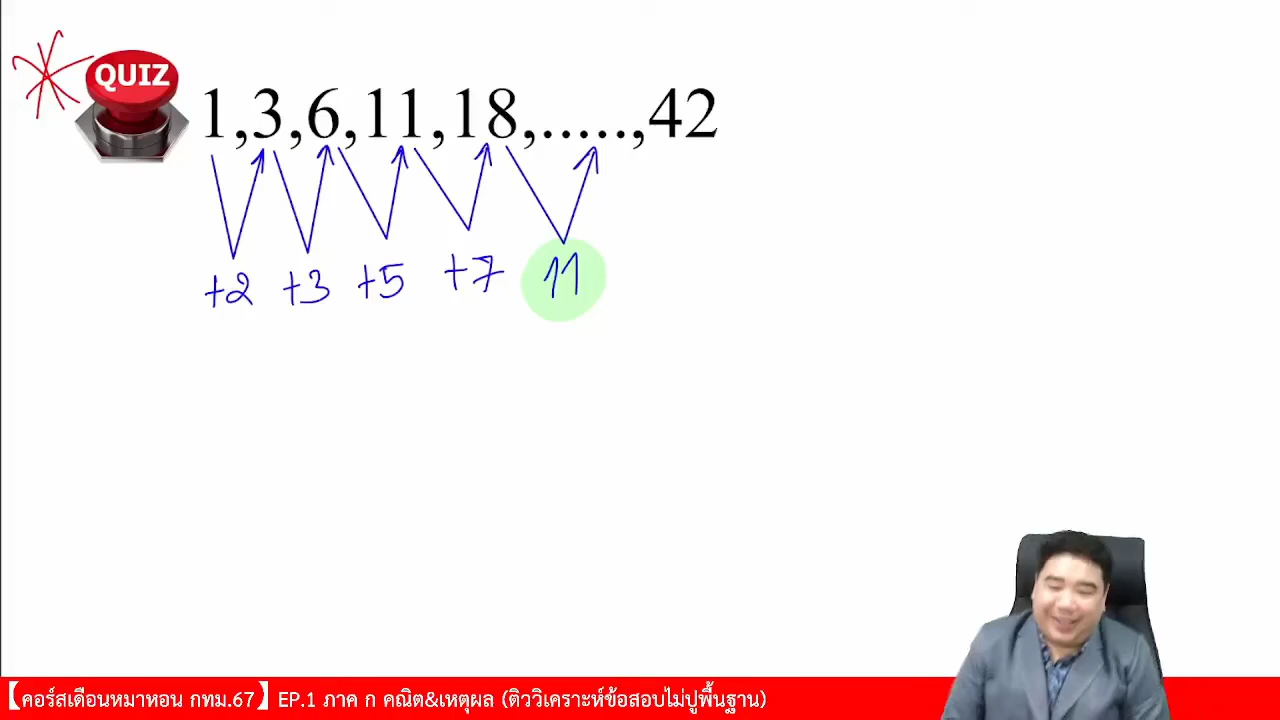 QUIZ
1,3,6,11,18,.....,42
+2 +3 +5 +7 11
【คอร์สเดือนหมาหอน กทม.67】 EP.1 ภาค ก คณิต&เหตุผล (ติววิเคราะห์ข้อสอบไม่ปูพื้นฐาน)